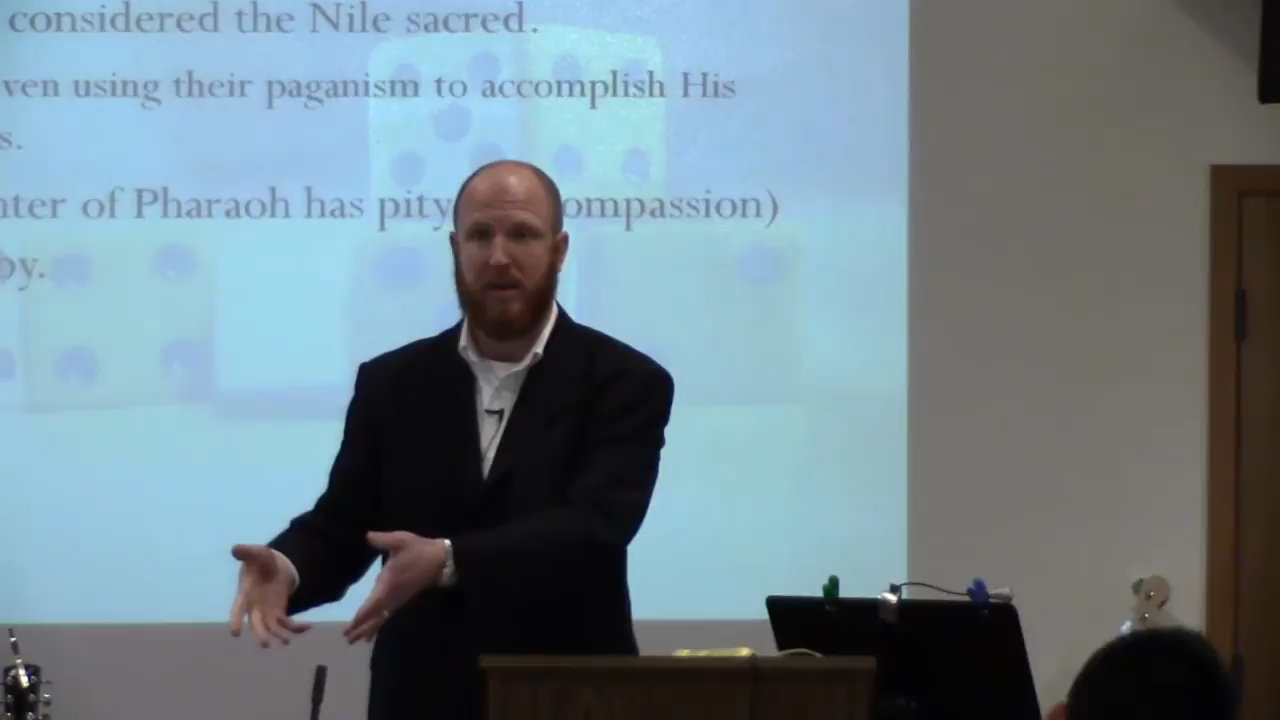 considered the Nile sacred.
ven using their paganism to accomplish His
s.
nter of Pharaoh has pity ompassion)
by.